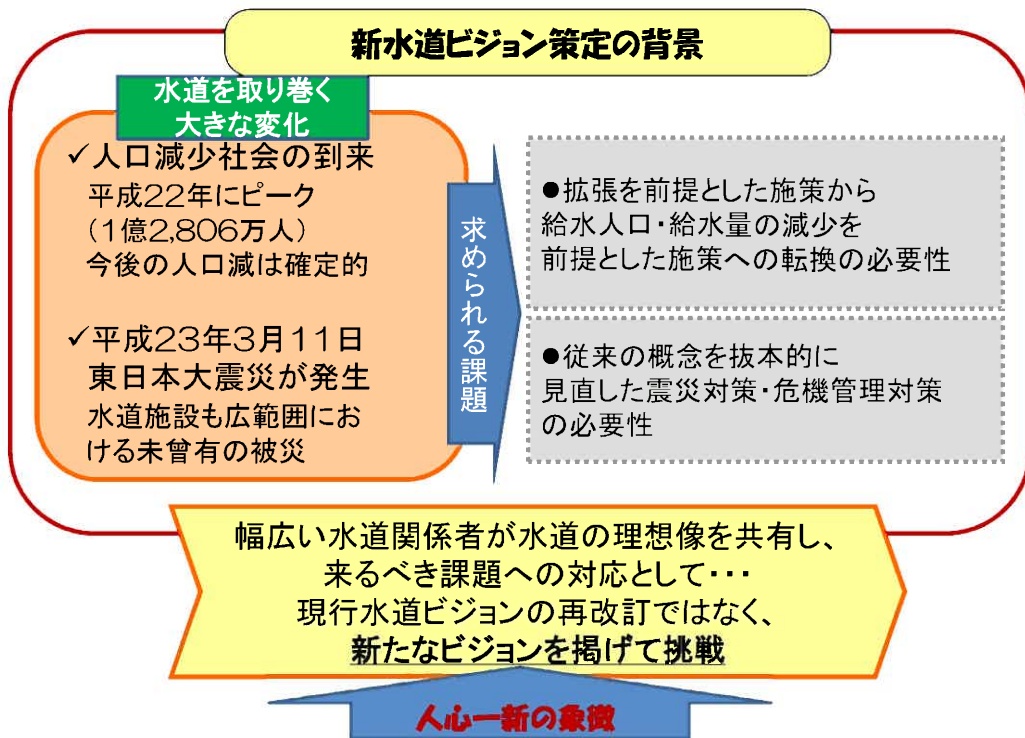 新水道ビジョン策定の背景
水道を取り巻く
大きな変化
✓人口減少社会の到来
平成22年にピーク
（1億2,806万人）
今後の人口減は確定的
✓平成23年3月11日
東日本大震災が発生
水道施設も広範囲にお
ける未曾有の被災
求められる課題
●拡張を前提とした施策から
給水人口・給水量の減少を
前提とした施策への転換の必要性
●従来の概念を抜本的に
見直した震災対策・危機管理対策
の必要性
幅広い水道関係者が水道の理想像を共有し、
来るべき課題への対応として・・・
現行水道ビジョンの再改訂ではなく、
新たなビジョンを掲げて挑戦
人心一新の象徴